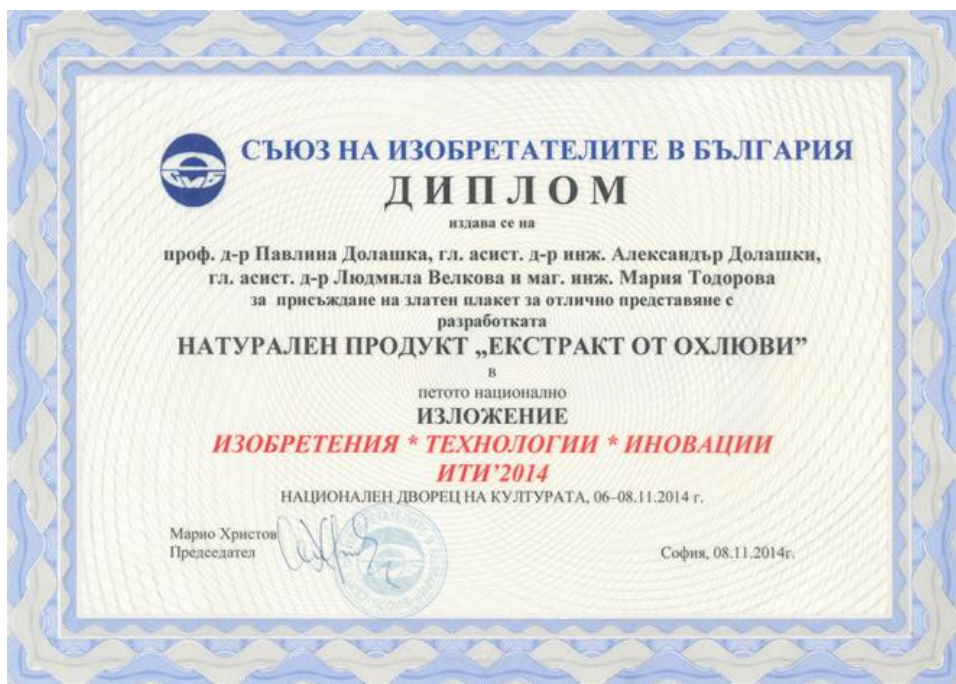 СЪЮЗ НА ИЗОБРЕТАТЕЛИТЕ В БЪЛГАРИЯ
СИБ
ДИПЛОМ
издава се на
проф. д-р Павлина Долашка, гл. асист. д-р инж. Александър Долашки,
гл. асист. д-р Людмила Велкова и маг. инж. Мария Тодорова
за присъждане на златен плакет за отлично представяне с
разработката
НАТУРАЛЕН ПРОДУКТ „ЕКСТРАКТ ОТ ОХЛЮВИ”
в
петото национално
ИЗЛОЖЕНИЕ
ИЗОБРЕТЕНИЯ * ТЕХНОЛОГИИ * ИНОВАЦИИ
ИТИ’2014
НАЦИОНАЛЕН ДВОРЕЦ НА КУЛТУРАТА, 06–08.11.2014 г.
Марио Христов
Председател
София, 08.11.2014г.